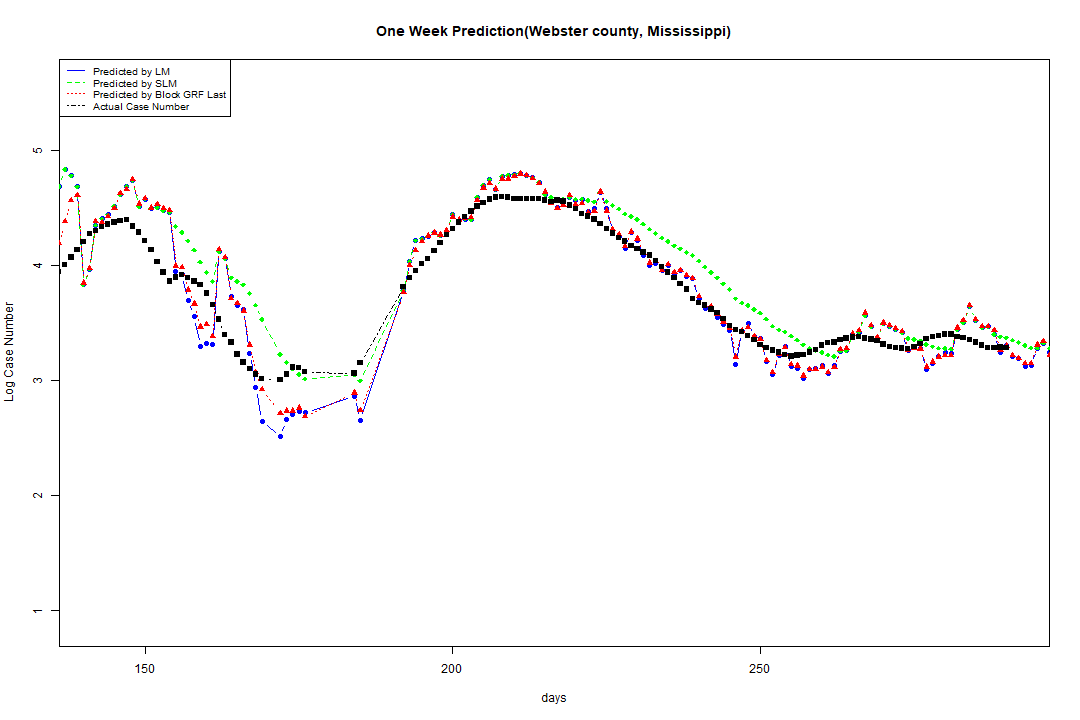 One Week Prediction(Webster county, Mississippi)
Predicted by LM
Predicted by SLM
Predicted by Block GRF Last
Actual Case Number
5
4
3
2
1
Log Case Number
150 200 250
days